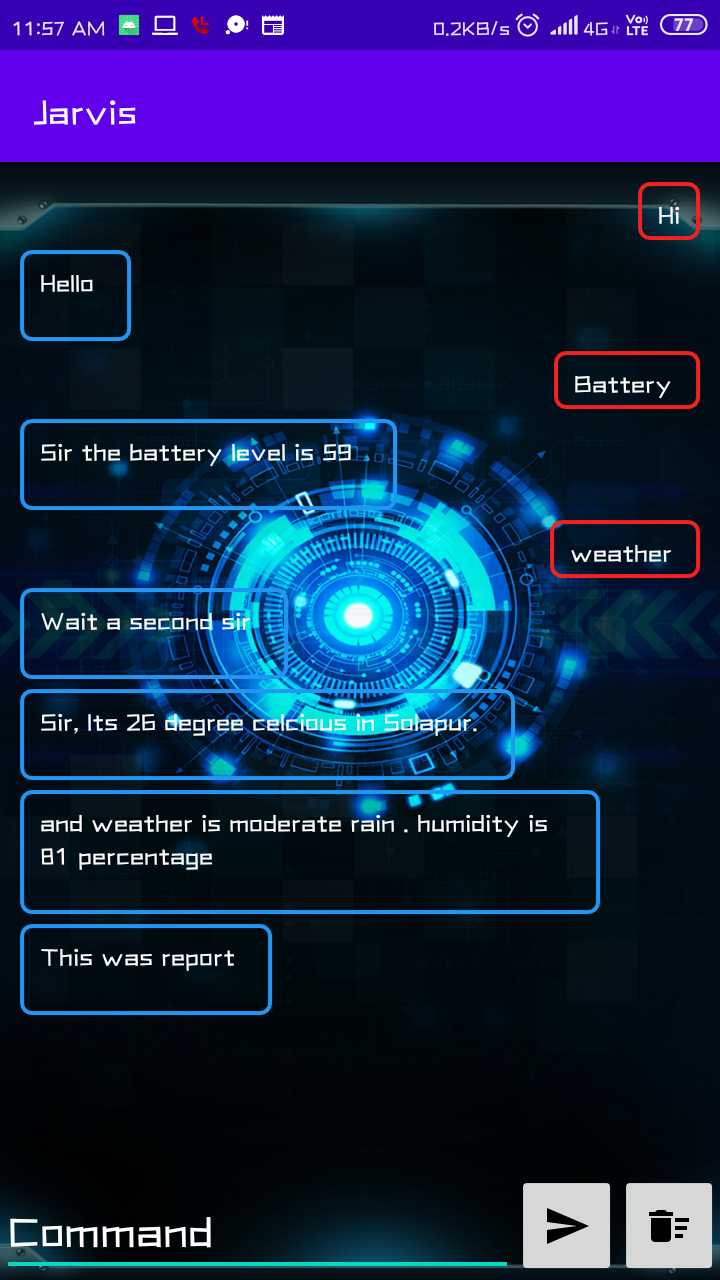 11:57 AM 0.2KB/s 4G Vo)) LTE 77
Jarvis
Hi
Hello
Battery
Sir the battery level is 59
weather
Wait a second sir
Sir, Its 26 degree celcious in Solapur.
and weather is moderate rain . humidity is
81 percentage
This was report
Command